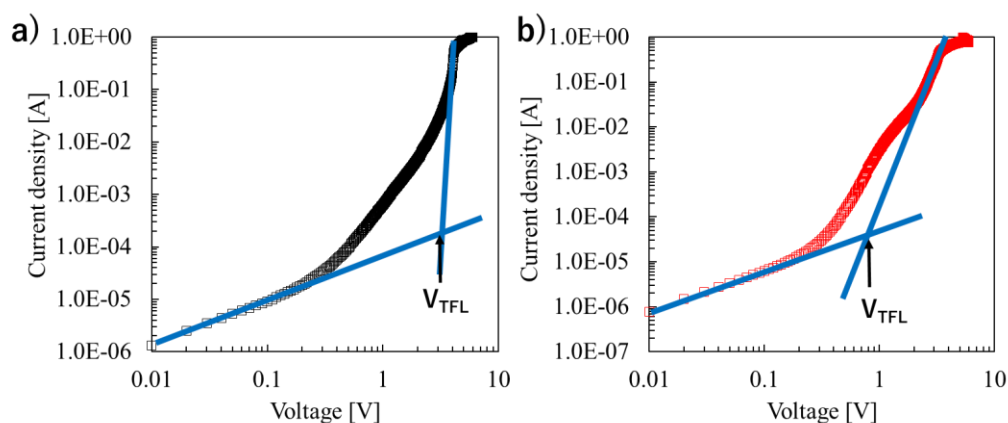 a)
Current density [A]
1.0E+00
1.0E-01
1.0E-02
1.0E-03
1.0E-04
1.0E-05
1.0E-06
0.01
0.1
1
10
Voltage [V]
VTFL
b)
Current density [A]
1.0E+00
1.0E-01
1.0E-02
1.0E-03
1.0E-04
1.0E-05
1.0E-06
1.0E-07
0.01
0.1
1
10
Voltage [V]
VTFL